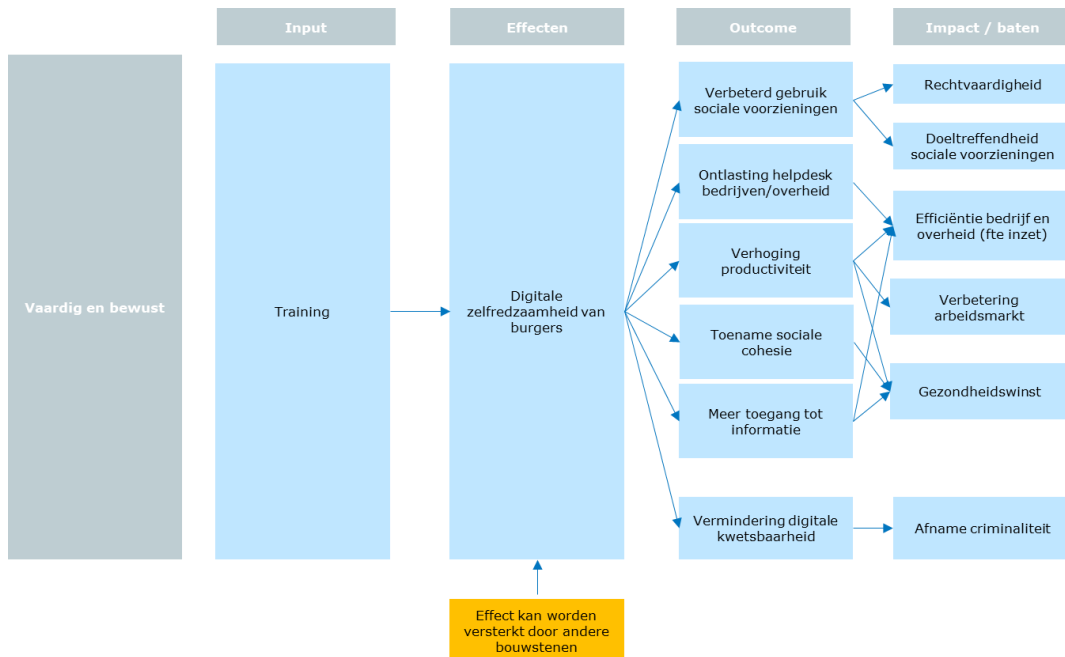 Input
Effecten
Outcome
Impact / baten
Vaardig en bewust
Training
Digitale
zelfredzaamheid van
burgers
Verbeterd gebruik
sociale voorzieningen
Ontlasting helpdesk
bedrijven/overheid
Verhoging
productiviteit
Toename sociale
cohesie
Meer toegang tot
informatie
Vermindering digitale
kwetsbaarheid
Rechtvaardigheid
Doeltreffendheid
sociale voorzieningen
Efficiëntie bedrijf en
overheid (fte inzet)
Verbetering
arbeidsmarkt
Gezondheidswinst
Afname criminaliteit
Effect kan worden
versterkt door andere
bouwstenen